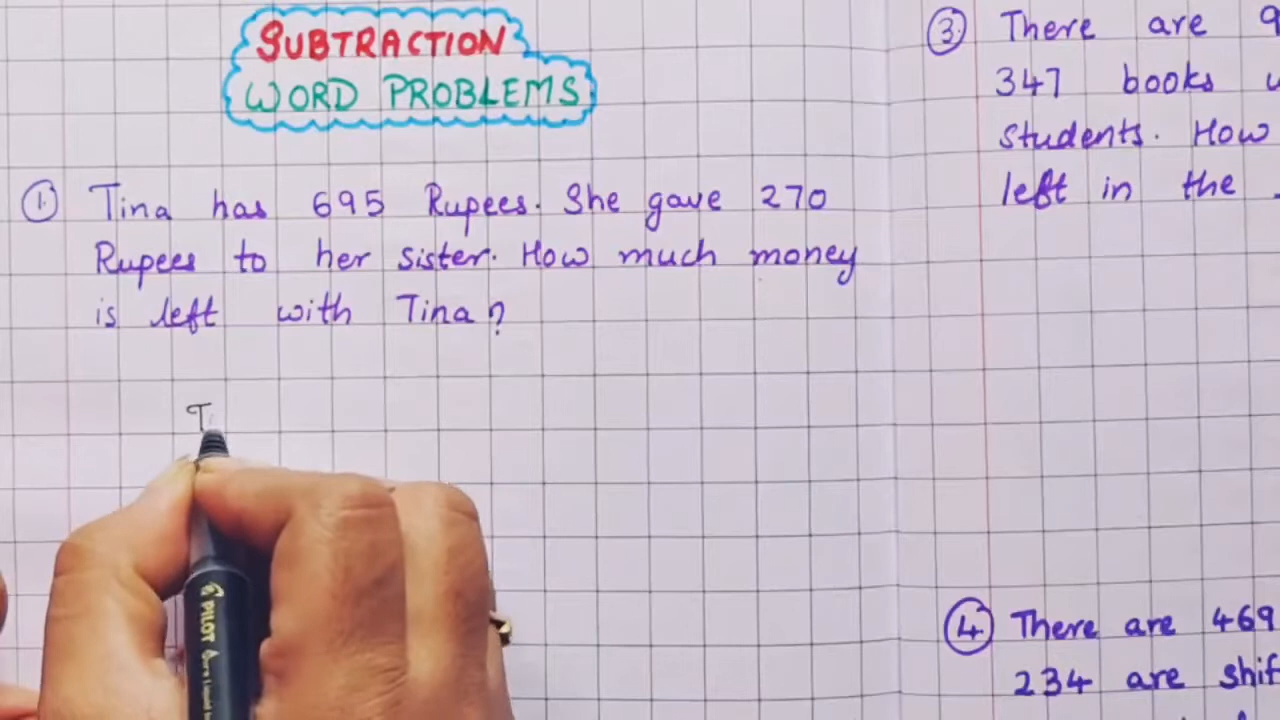 SUBTRACTION
WORD PROBLEMS
1. Tina has 695 Rupees. She gave 270
Rupees to her sister. How much money
is left with Tina?
T
3. There are 9
347 books
students. How
left in the
4. There are 469
234 are shif
PILOT